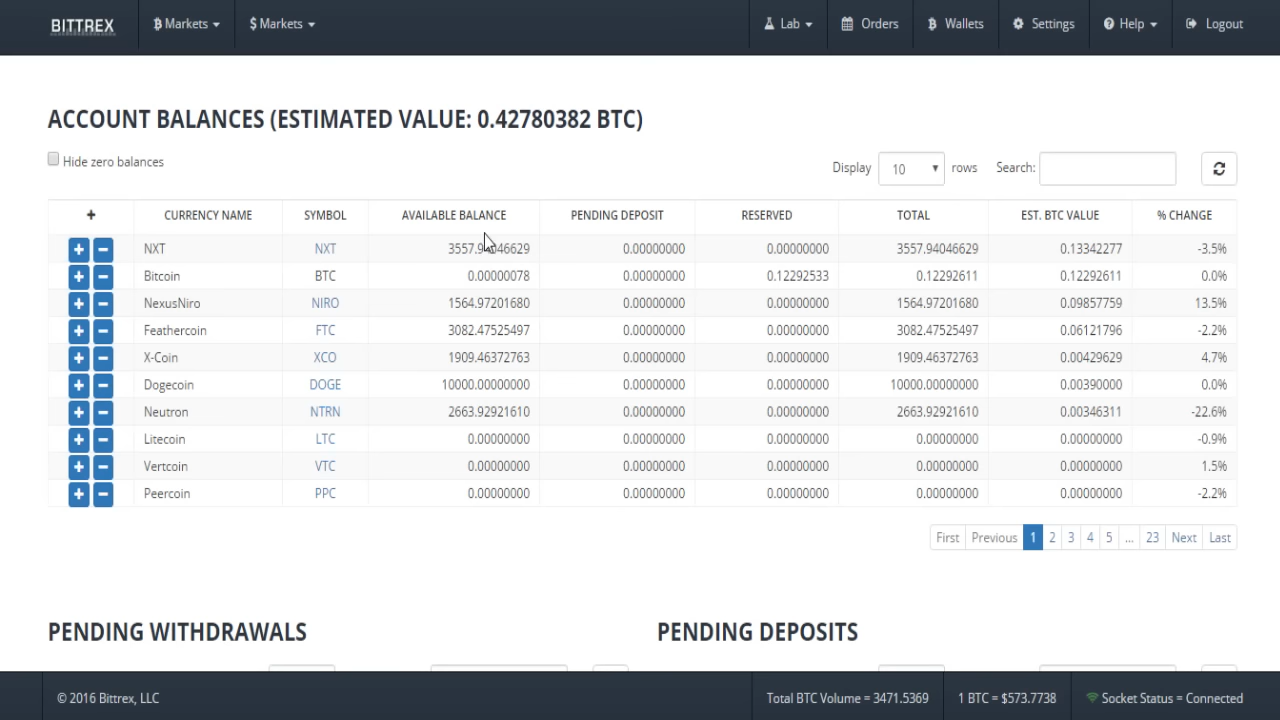 BITTREX Markets $ Markets Lab Orders Wallets Settings Help Logout
ACCOUNT BALANCES (ESTIMATED VALUE: 0.42780382 BTC)
Hide zero balances Display 10 rows Search:
+ CURRENCY NAME SYMBOL AVAILABLE BALANCE PENDING DEPOSIT RESERVED TOTAL EST. BTC VALUE % CHANGE
+ − NXT NXT 3557.94046629 0.00000000 0.00000000 3557.94046629 0.13342277 -3.5%
+ − Bitcoin BTC 0.00000078 0.00000000 0.12292533 0.12292611 0.12292611 0.0%
+ − NexusNiro NIRO 1564.97201680 0.00000000 0.00000000 1564.97201680 0.09857759 13.5%
+ − Feathercoin FTC 3082.47525497 0.00000000 0.00000000 3082.47525497 0.06121796 -2.2%
+ − X-Coin XCO 1909.46372763 0.00000000 0.00000000 1909.46372763 0.00429629 4.7%
+ − Dogecoin DOGE 10000.00000000 0.00000000 0.00000000 10000.00000000 0.00390000 0.0%
+ − Neutron NTRN 2663.92921610 0.00000000 0.00000000 2663.92921610 0.00346311 -22.6%
+ − Litecoin LTC 0.00000000 0.00000000 0.00000000 0.00000000 0.00000000 -0.9%
+ − Vertcoin VTC 0.00000000 0.00000000 0.00000000 0.00000000 0.00000000 1.5%
+ − Peercoin PPC 0.00000000 0.00000000 0.00000000 0.00000000 0.00000000 -2.2%
First Previous 1 2 3 4 5 ... 23 Next Last
PENDING WITHDRAWALS PENDING DEPOSITS
© 2016 Bittrex, LLC Total BTC Volume = 3471.5369 1 BTC = $573.7738 Socket Status = Connected